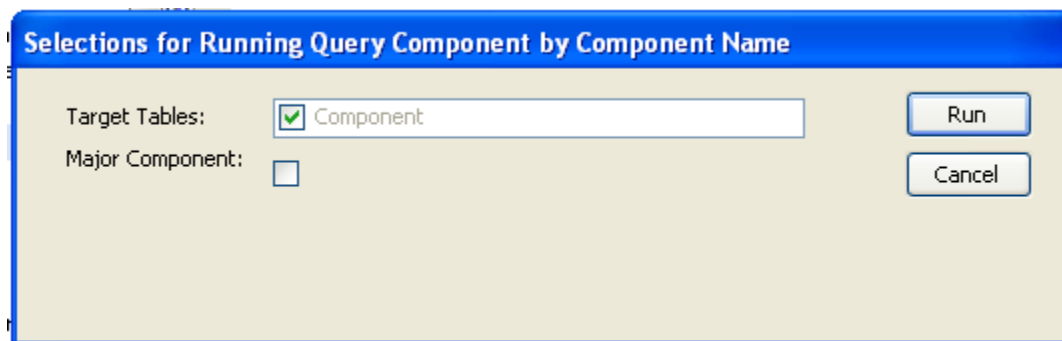 Selections for Running Query Component by Component Name
Target Tables: Component
Run
Major Component:
Cancel